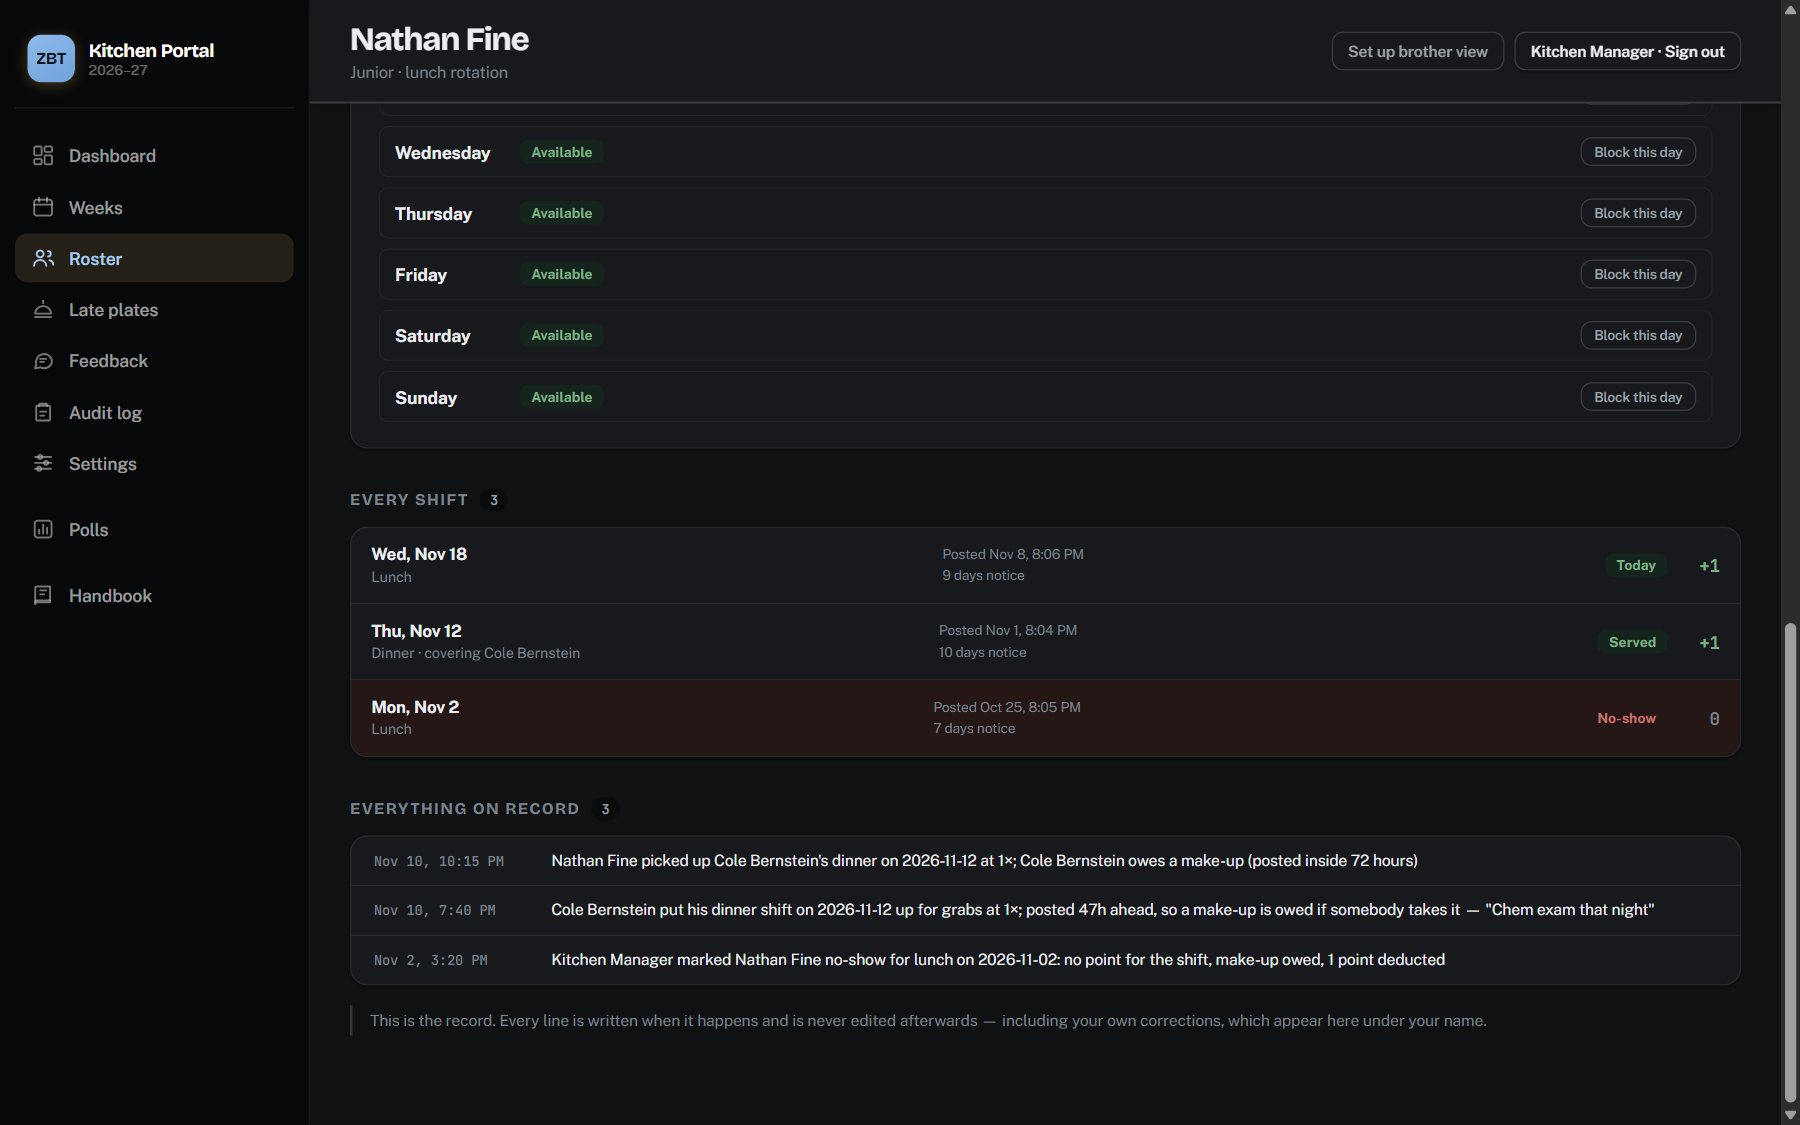 ZBT
Kitchen Portal
2026–27
Dashboard
Weeks
Roster
Late plates
Feedback
Audit log
Settings
Polls
Handbook
Nathan Fine
Junior · lunch rotation
Set up brother view
Kitchen Manager · Sign out
Wednesday Available Block this day
Thursday Available Block this day
Friday Available Block this day
Saturday Available Block this day
Sunday Available Block this day
EVERY SHIFT 3
Wed, Nov 18
Lunch
Posted Nov 8, 8:06 PM
9 days notice
Today +1
Thu, Nov 12
Dinner · covering Cole Bernstein
Posted Nov 1, 8:04 PM
10 days notice
Served +1
Mon, Nov 2
Lunch
Posted Oct 25, 8:05 PM
7 days notice
No-show 0
EVERYTHING ON RECORD 3
Nov 10, 10:15 PM Nathan Fine picked up Cole Bernstein's dinner on 2026-11-12 at 1×; Cole Bernstein owes a make-up (posted inside 72 hours)
Nov 10, 7:40 PM Cole Bernstein put his dinner shift on 2026-11-12 up for grabs at 1×; posted 47h ahead, so a make-up is owed if somebody takes it — "Chem exam that night"
Nov 2, 3:20 PM Kitchen Manager marked Nathan Fine no-show for lunch on 2026-11-02: no point for the shift, make-up owed, 1 point deducted
This is the record. Every line is written when it happens and is never edited afterwards — including your own corrections, which appear here under your name.